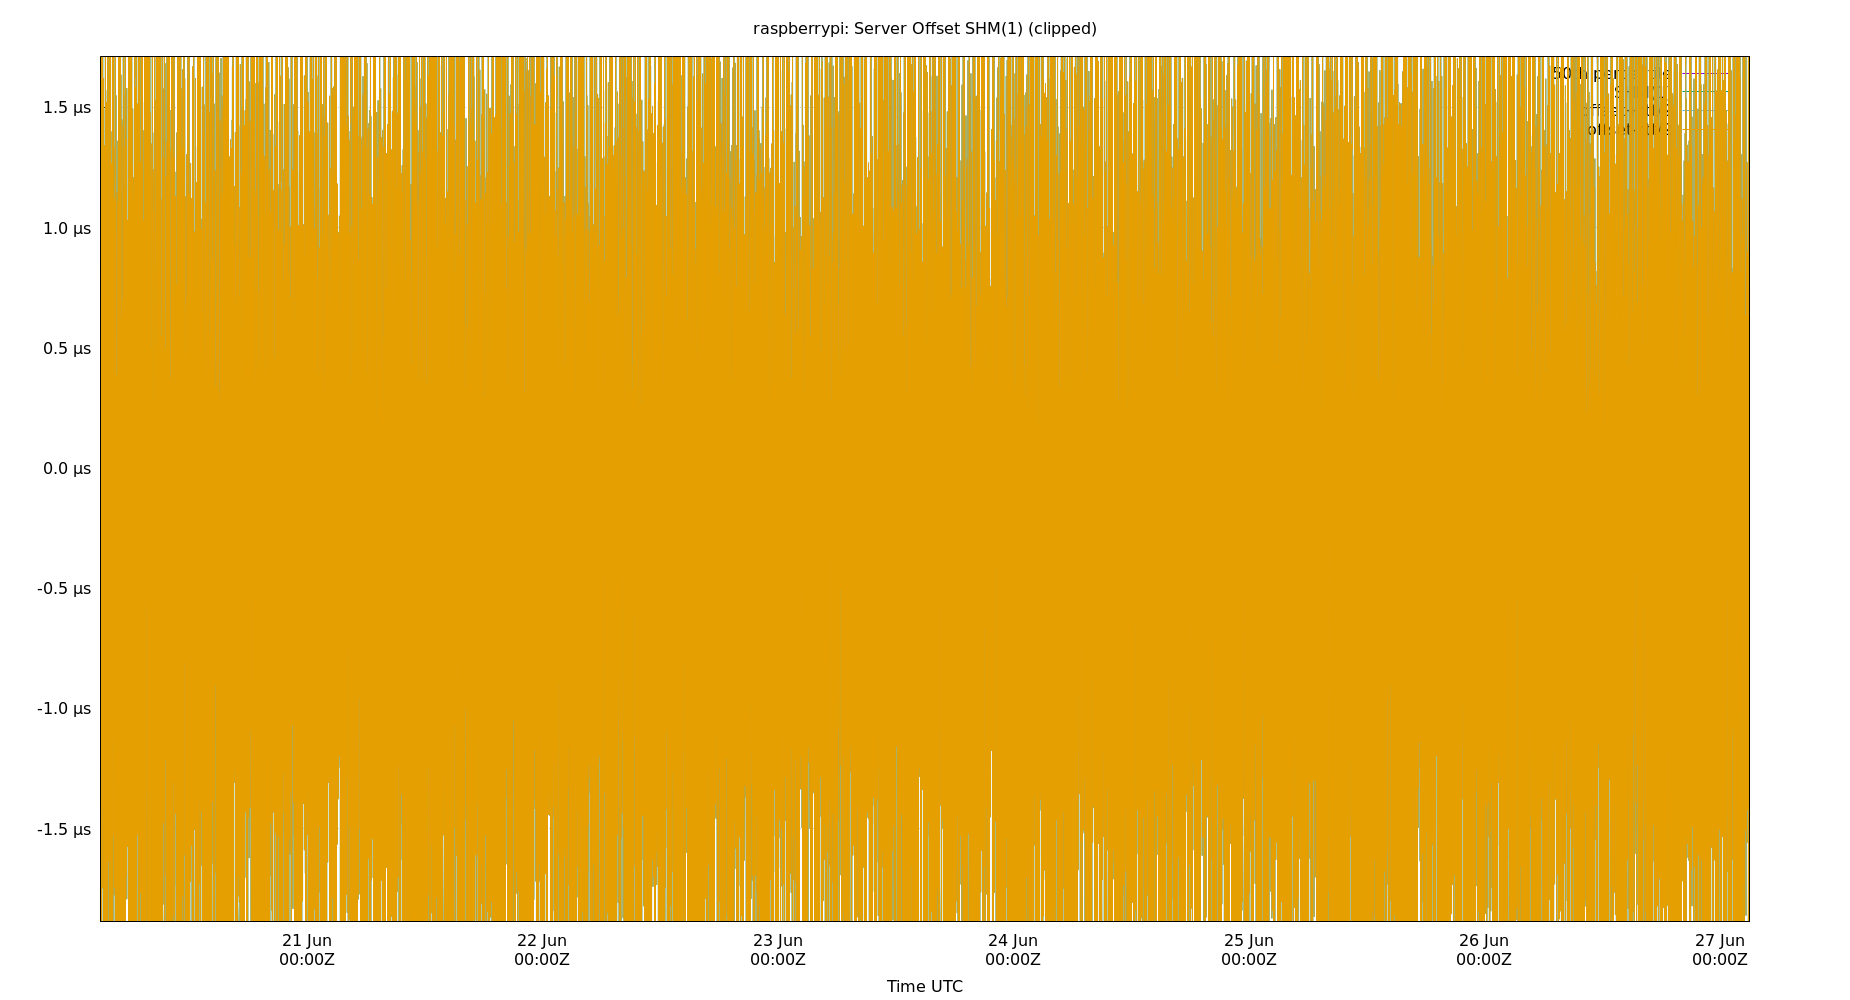 raspberrypi: Server Offset SHM(1) (clipped)
1.5 µs
1.0 µs
0.5 µs
0.0 µs
-0.5 µs
-1.0 µs
-1.5 µs
21 Jun
00:00Z
22 Jun
00:00Z
23 Jun
00:00Z
24 Jun
00:00Z
25 Jun
00:00Z
26 Jun
00:00Z
27 Jun
00:00Z
Time UTC